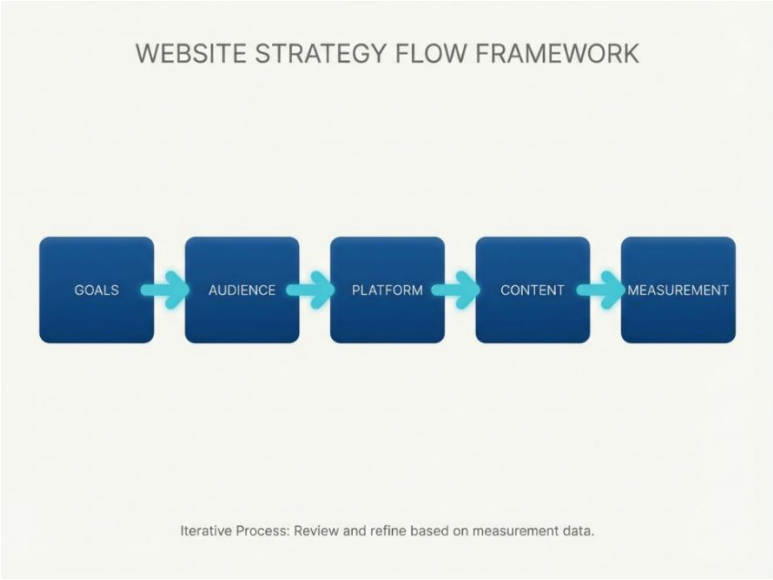 WEBSITE STRATEGY FLOW FRAMEWORK
GOALS
AUDIENCE
PLATFORM
CONTENT
MEASUREMENT
Iterative Process: Review and refine based on measurement data.